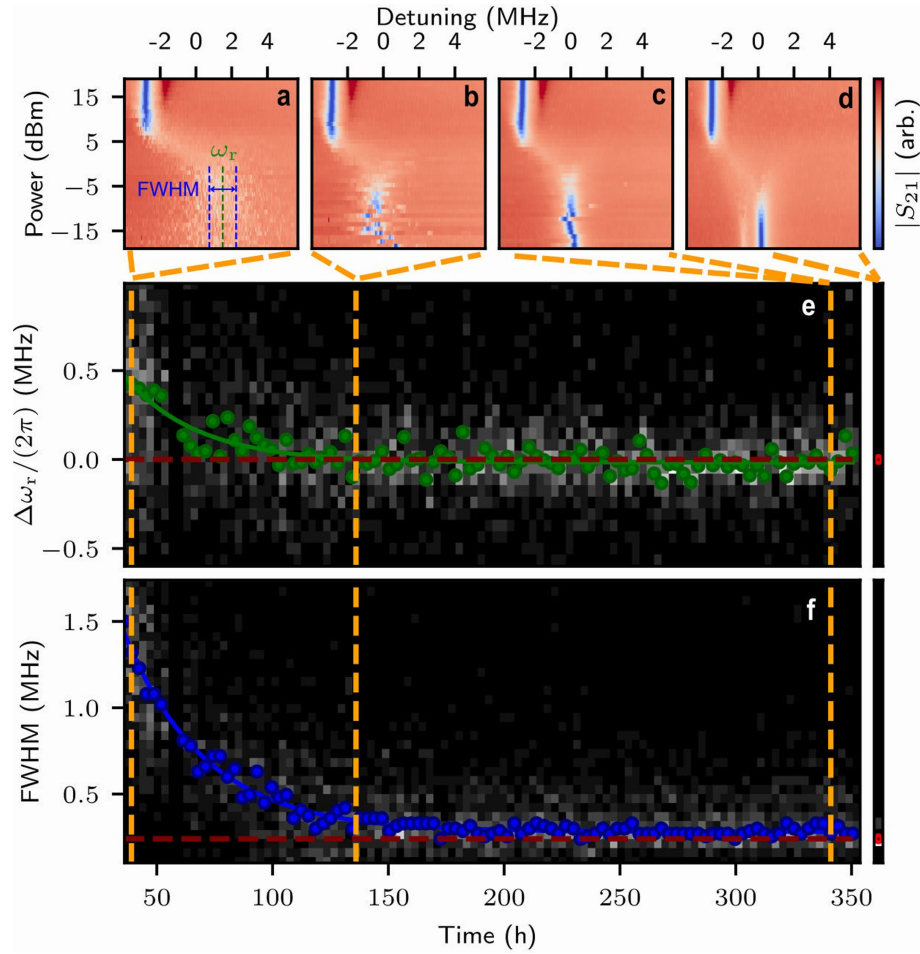 Detuning (MHz)
-2 0 2 4 -2 0 2 4 -2 0 2 4 -2 0 2 4
a b c d
Power (dBm)
15
5
−5
−15
ωr
FWHM
|S21| (arb.)
e
Δωr/(2π) (MHz)
0.5
0.0
−0.5
f
FWHM (MHz)
1.5
1.0
0.5
50 100 150 200 250 300 350
Time (h)